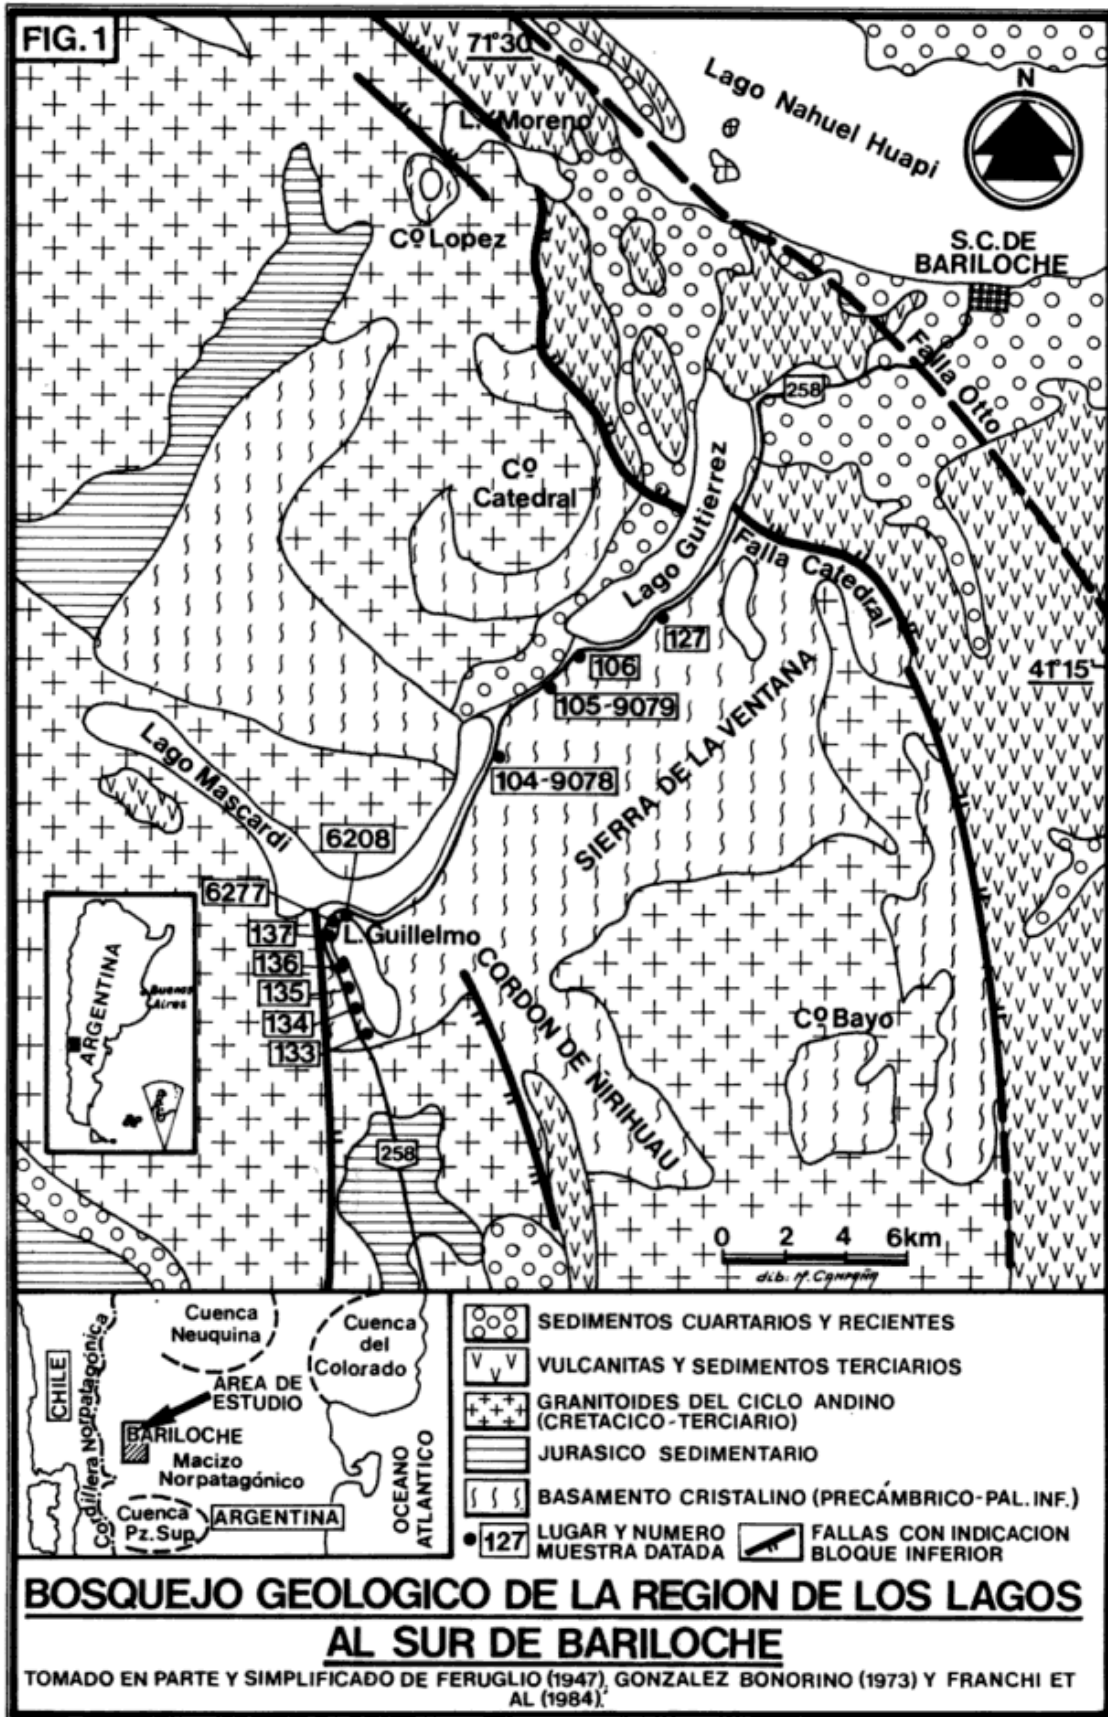 FIG. 1
71°30'
Lago Nahuel Huapi
N
L. Moreno
Cº Lopez
S.C. DE
BARILOCHE
Falla Otto
258
Cº
Catedral
Lago Gutierrez
Falla Catedral
127
106
41°15'
105-9079
SIERRA DE LA VENTANA
104-9078
Lago Mascardi
6208
6277
137
L. Guillelmo
136
135
134
133
CORDON DE ÑIRIHUAU
Cº Bayo
ARGENTINA
Buenos
Aires
258
0 2 4 6km
dib: M. CAMPAÑA
Cuenca
Neuquina
Cuenca
del
Colorado
CHILE
Cordillera Norpatagónica
AREA DE
ESTUDIO
BARILOCHE
Macizo
Norpatagónico
Cuenca
Pz. Sup.
ARGENTINA
OCEANO
ATLANTICO
SEDIMENTOS CUARTARIOS Y RECIENTES
VULCANITAS Y SEDIMENTOS TERCIARIOS
GRANITOIDES DEL CICLO ANDINO
(CRETACICO-TERCIARIO)
JURASICO SEDIMENTARIO
BASAMENTO CRISTALINO (PRECÁMBRICO-PAL. INF.)
127 LUGAR Y NUMERO
MUESTRA DATADA
FALLAS CON INDICACION
BLOQUE INFERIOR
BOSQUEJO GEOLOGICO DE LA REGION DE LOS LAGOS
AL SUR DE BARILOCHE
TOMADO EN PARTE Y SIMPLIFICADO DE FERUGLIO (1947), GONZALEZ BONORINO (1973) Y FRANCHI ET
AL (1984).